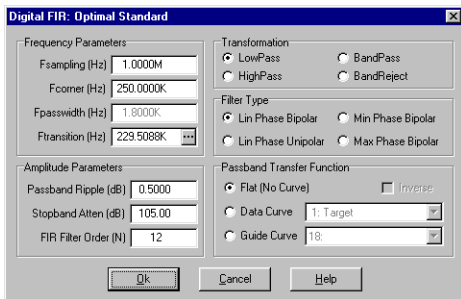 Digital FIR: Optimal Standard
Frequency Parameters
Fsampling (Hz) 1.0000M
Fcorner (Hz) 250.0000K
Fpasswidth (Hz) 1.8000K
Ftransition (Hz) 229.5088K ...
Amplitude Parameters
Passband Ripple (dB) 0.5000
Stopband Atten (dB) 105.00
FIR Filter Order (N) 12
Transformation
LowPass BandPass
HighPass BandReject
Filter Type
Lin Phase Bipolar Min Phase Bipolar
Lin Phase Unipolar Max Phase Bipolar
Passband Transfer Function
Flat (No Curve) Inverse
Data Curve 1: Target
Guide Curve 18:
Ok Cancel Help